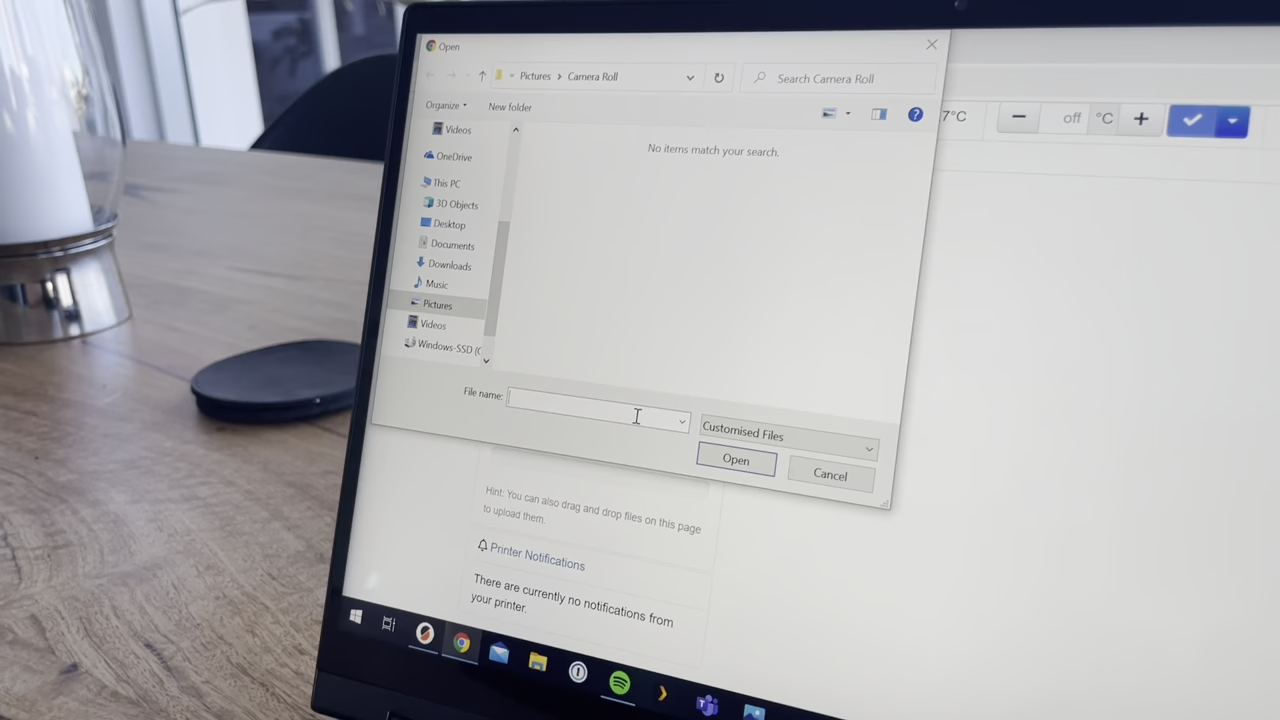 Open
Pictures > Camera Roll
Search Camera Roll
Organize
New folder
7°C
off
°C
Videos
No items match your search.
OneDrive
This PC
3D Objects
Desktop
Documents
Downloads
Music
Pictures
Videos
Windows-SSD (
File name:
Customised Files
Open
Cancel
Hint: You can also drag and drop files on this page
to upload them.
Printer Notifications
There are currently no notifications from
your printer.